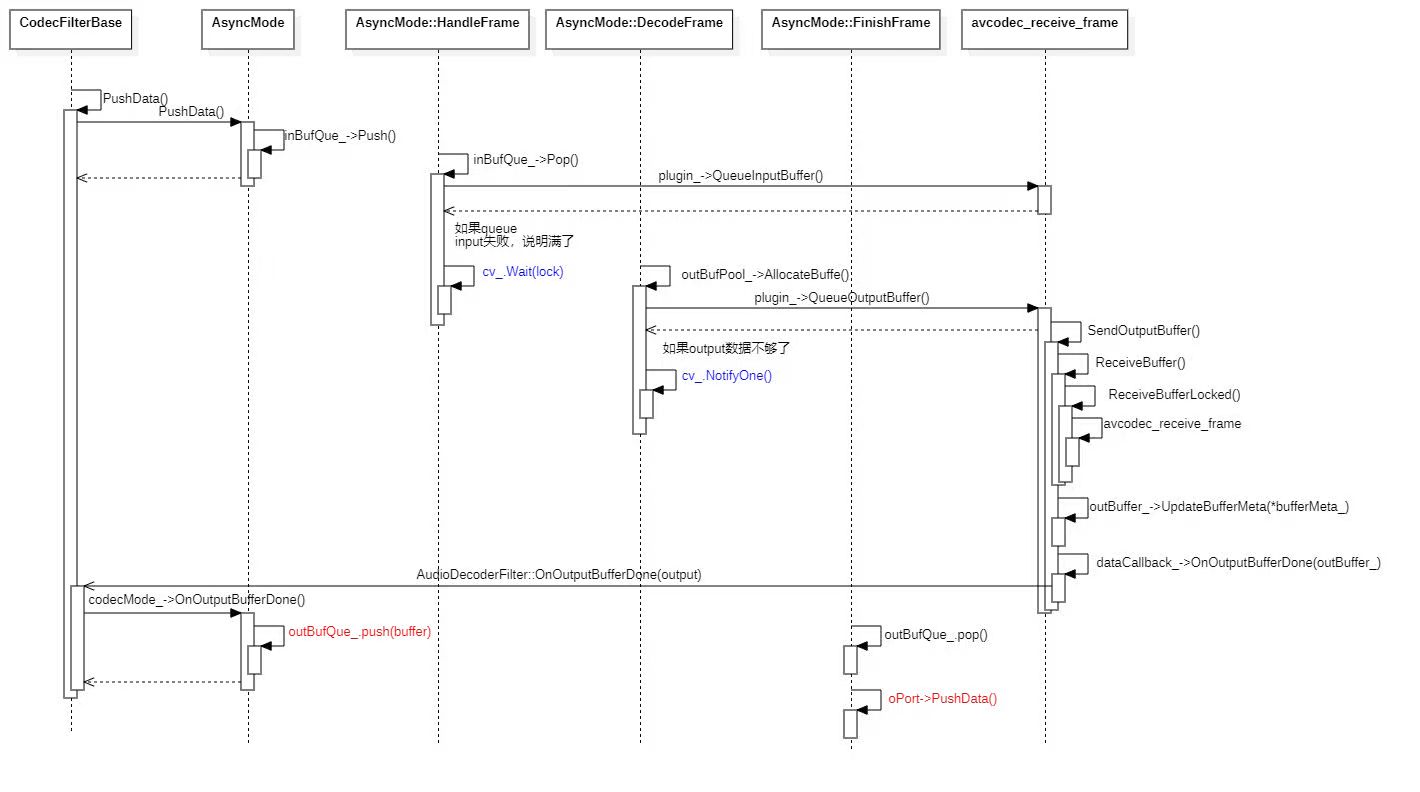 CodecFilterBase
AsyncMode
AsyncMode::HandleFrame
AsyncMode::DecodeFrame
AsyncMode::FinishFrame
avcodec_receive_frame
PushData()
PushData()
inBufQue_->Push()
inBufQue_->Pop()
plugin_->QueueInputBuffer()
如果queue
input失败，说明满了
cv_.Wait(lock)
outBufPool_->AllocateBuffe()
plugin_->QueueOutputBuffer()
SendOutputBuffer()
如果output数据不够了
ReceiveBuffer()
cv_.NotifyOne()
ReceiveBufferLocked()
avcodec_receive_frame
outBuffer_->UpdateBufferMeta(*bufferMeta_)
dataCallback_->OnOutputBufferDone(outBuffer_)
AudioDecoderFilter::OnOutputBufferDone(output)
codecMode_->OnOutputBufferDone()
outBufQue_.push(buffer)
outBufQue_.pop()
oPort->PushData()